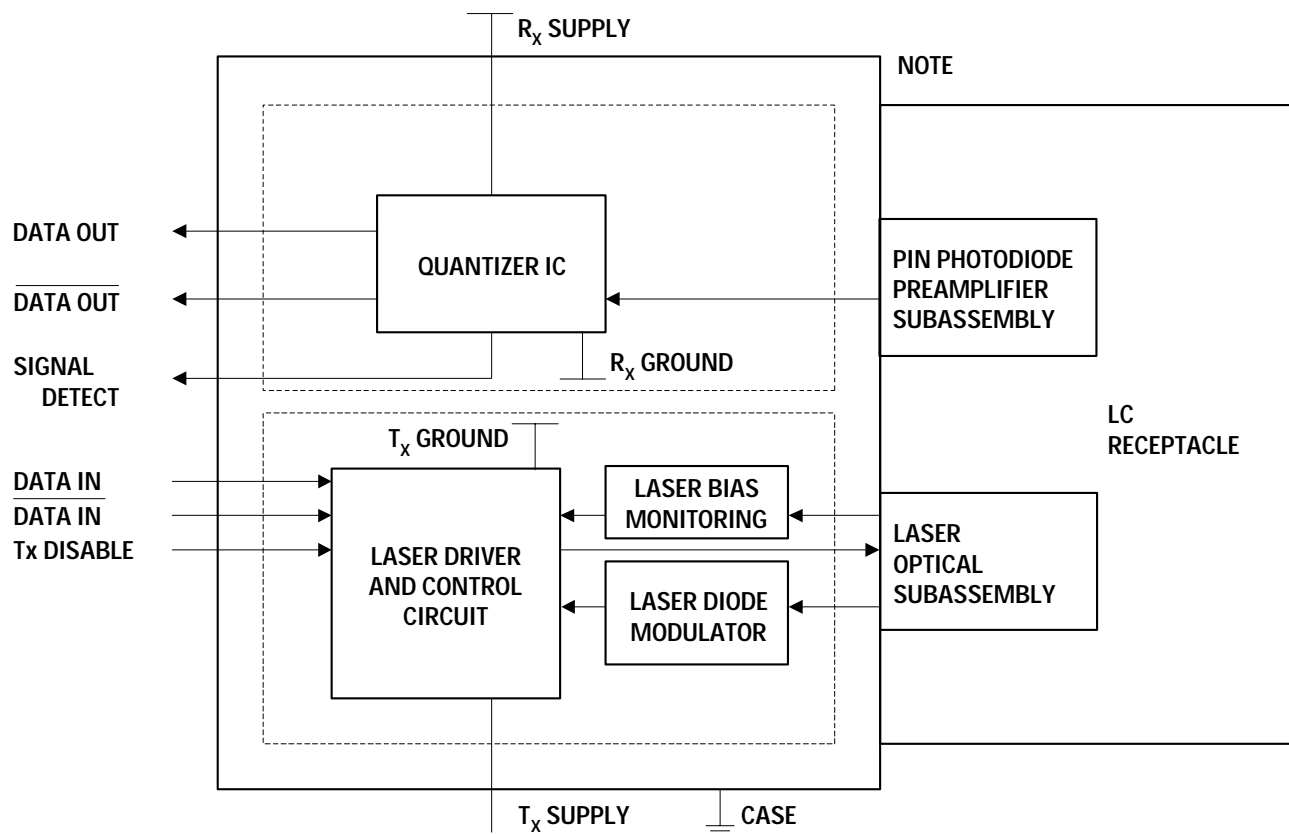 Rₓ SUPPLY
NOTE
DATA OUT
DATA OUT
SIGNAL
DETECT
QUANTIZER IC
Rₓ GROUND
PIN PHOTODIODE
PREAMPLIFIER
SUBASSEMBLY
LC
RECEPTACLE
Tₓ GROUND
DATA IN
DATA IN
Tx DISABLE
LASER DRIVER
AND CONTROL
CIRCUIT
LASER BIAS
MONITORING
LASER DIODE
MODULATOR
LASER
OPTICAL
SUBASSEMBLY
Tₓ SUPPLY
CASE